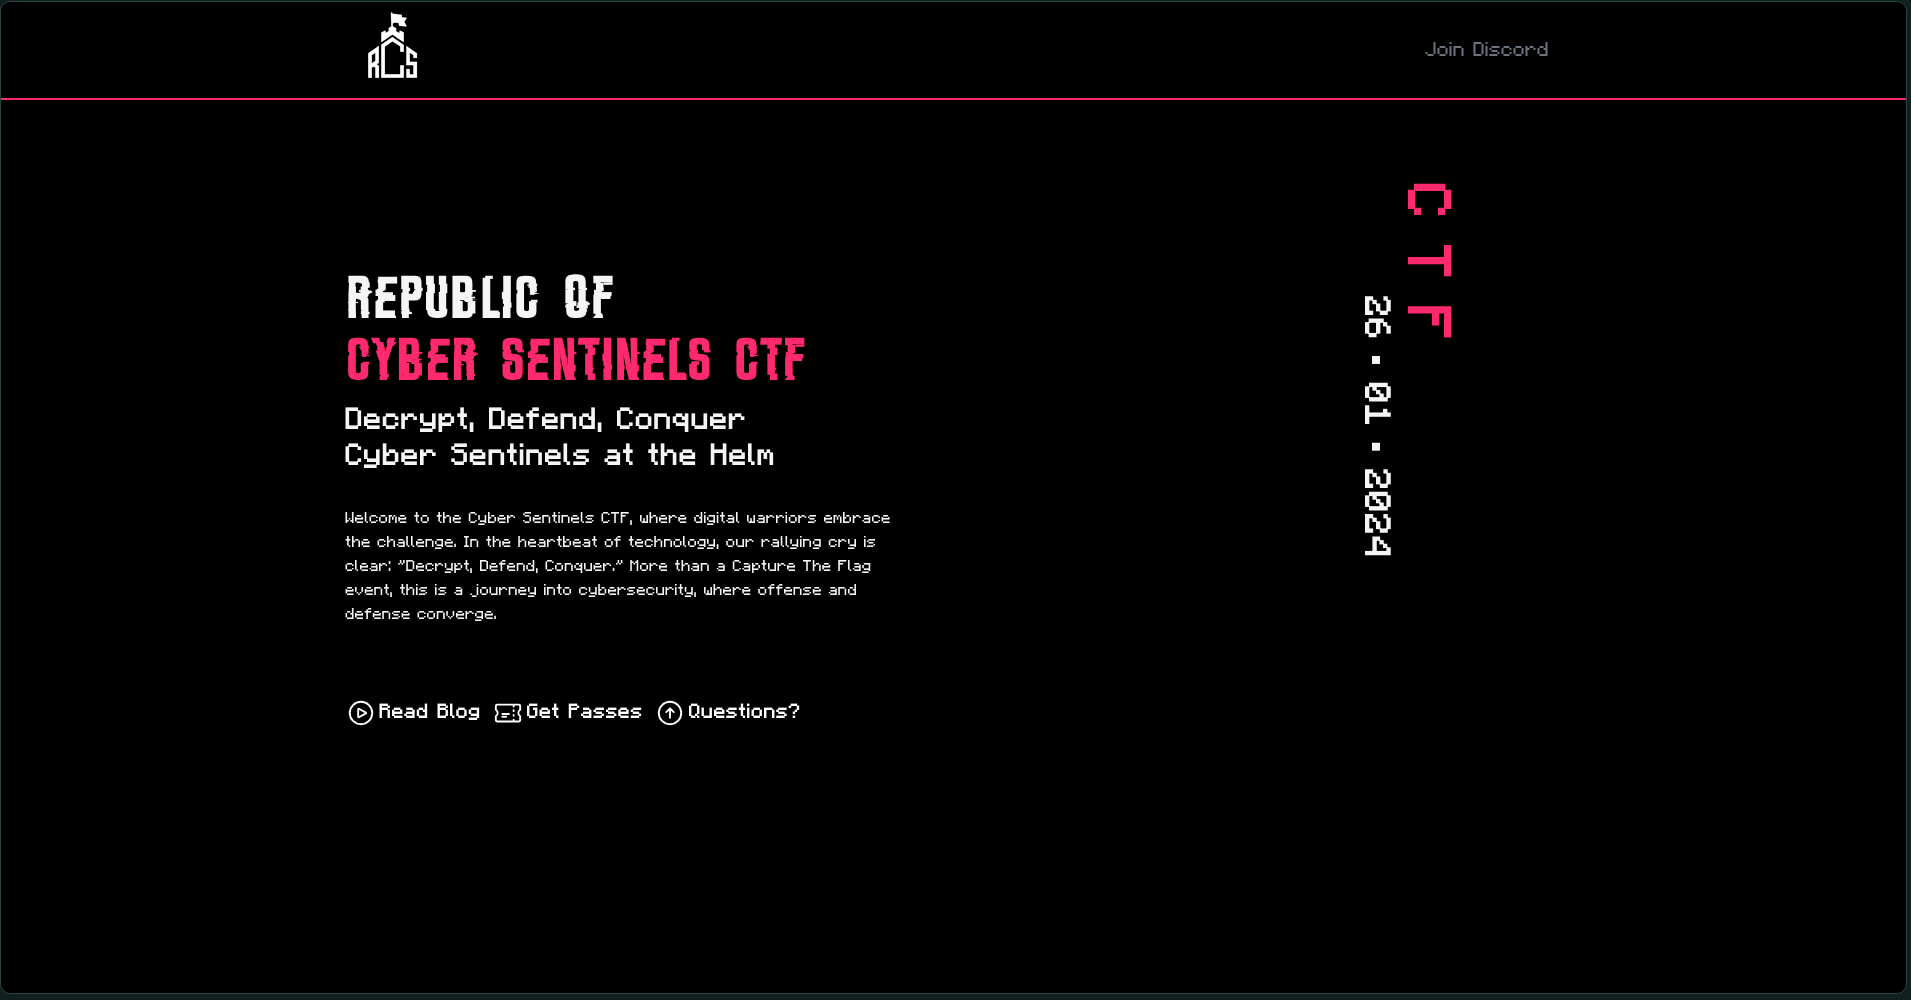 RCS
Join Discord
REPUBLIC OF
CYBER SENTINELS CTF
Decrypt, Defend, Conquer
Cyber Sentinels at the Helm
Welcome to the Cyber Sentinels CTF, where digital warriors embrace
the challenge. In the heartbeat of technology, our rallying cry is
clear: "Decrypt, Defend, Conquer." More than a Capture The Flag
event, this is a journey into cybersecurity, where offense and
defense converge.
Read Blog Get Passes Questions?
CTF
26 · 01 · 2024